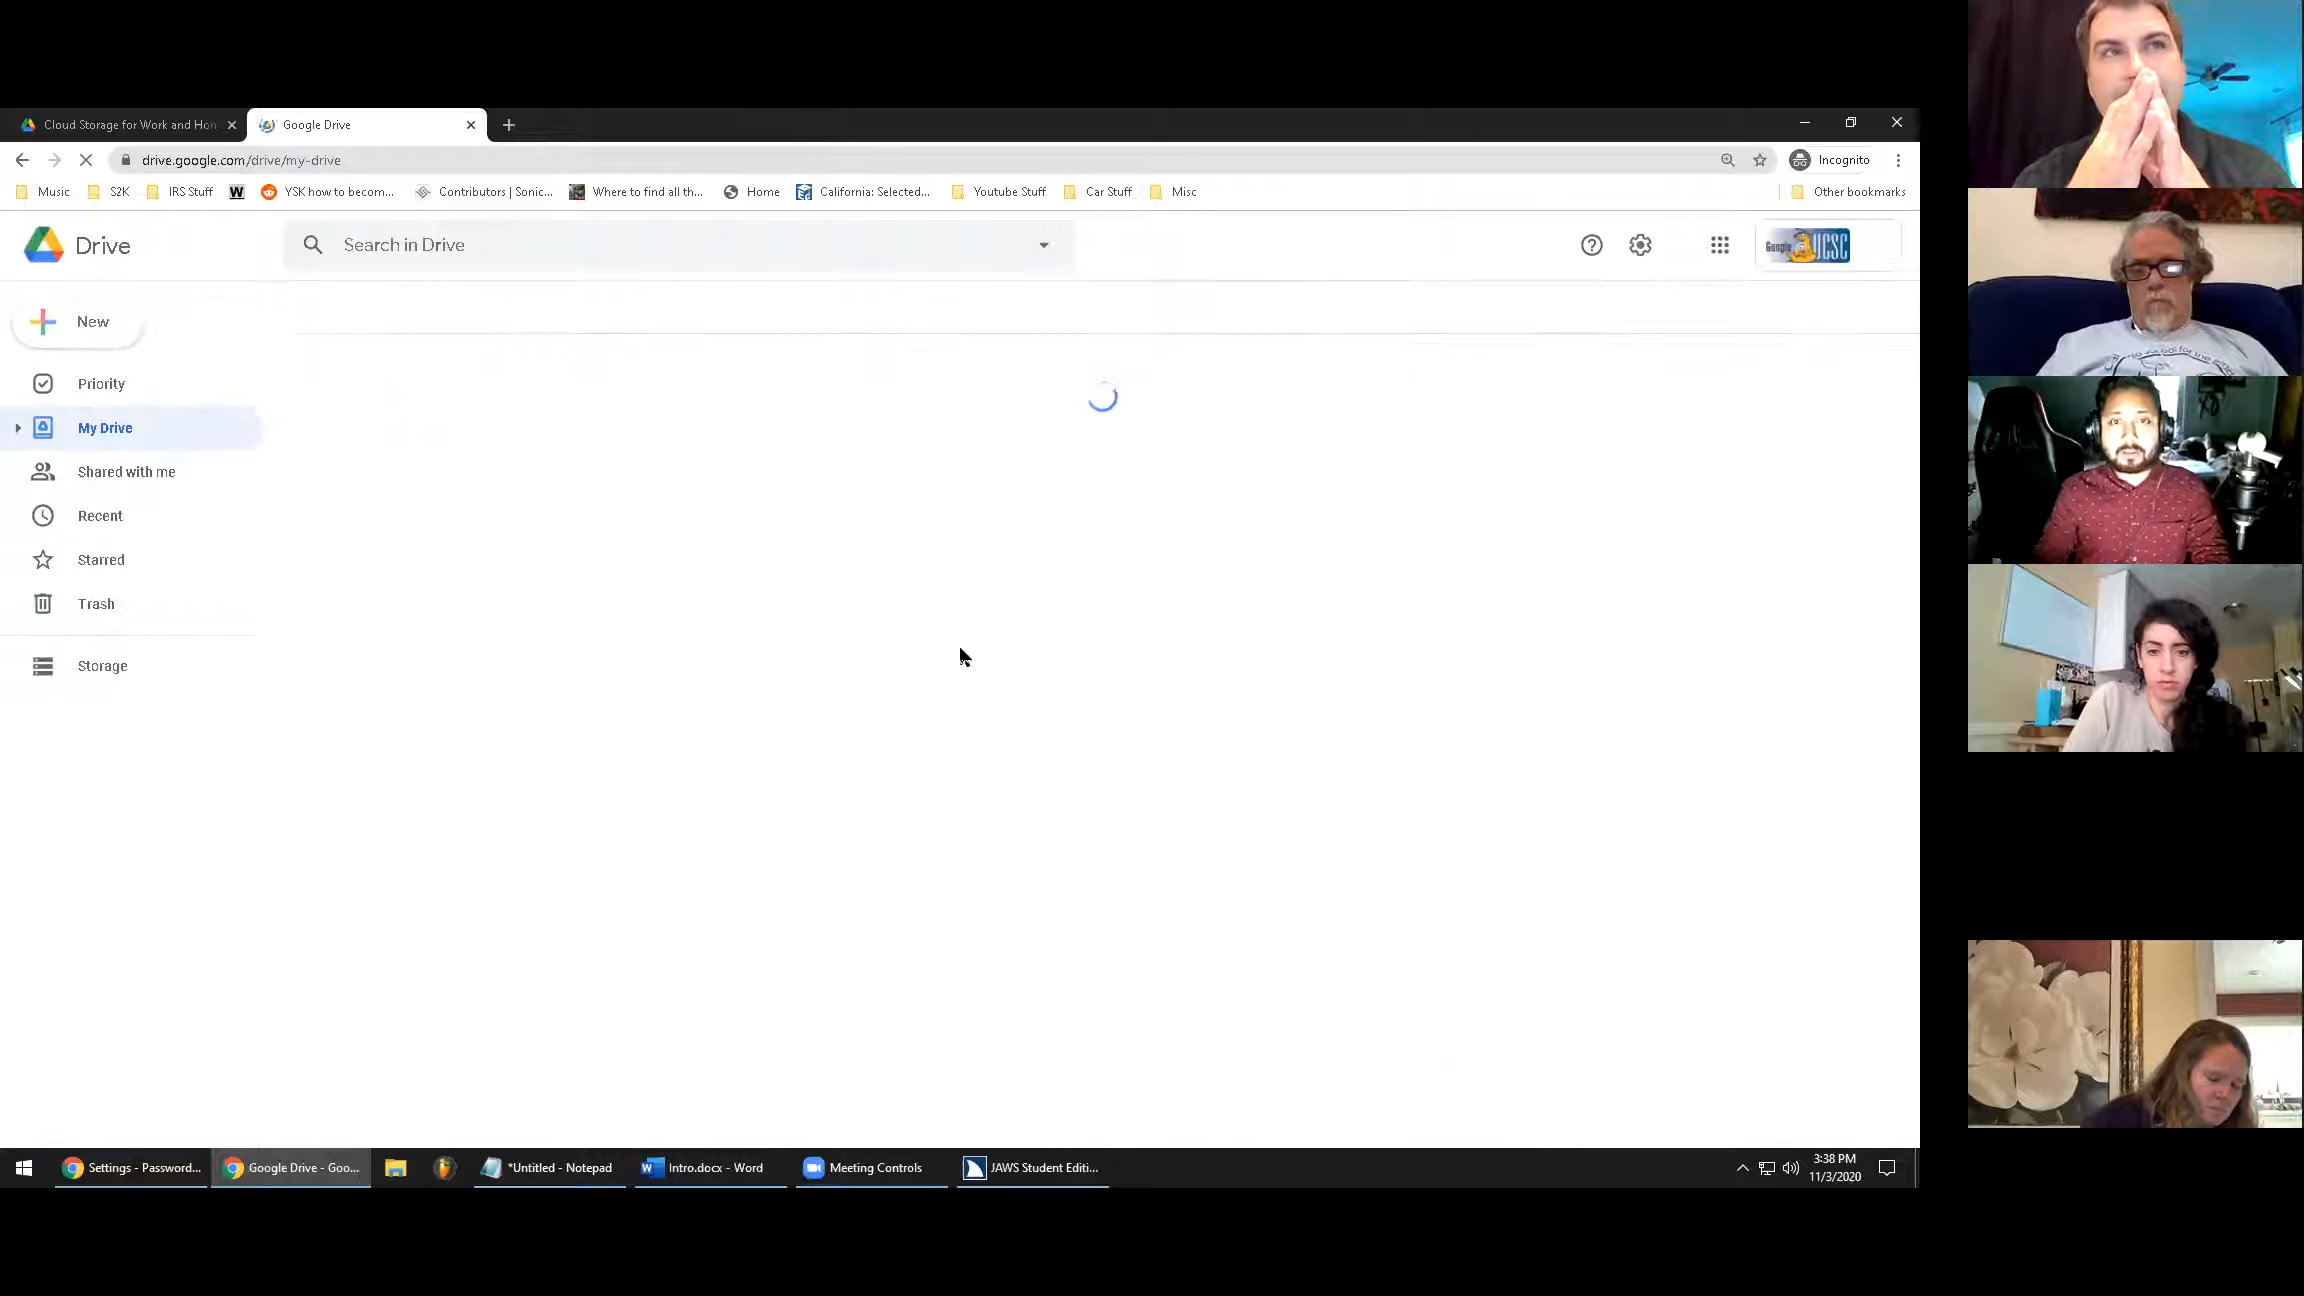 Cloud Storage for Work and Hon
Google Drive
drive.google.com/drive/my-drive
Incognito
Music
S2K
IRS Stuff
W
YSK how to becom...
Contributors | Sonic...
Where to find all th...
Home
California: Selected...
Youtube Stuff
Car Stuff
Misc
Other bookmarks
Drive
Search in Drive
Google UCSC
New
Priority
My Drive
Shared with me
Recent
Starred
Trash
Storage
Settings - Password...
Google Drive - Goo...
*Untitled - Notepad
Intro.docx - Word
Meeting Controls
JAWS Student Editi...
3:38 PM
11/3/2020